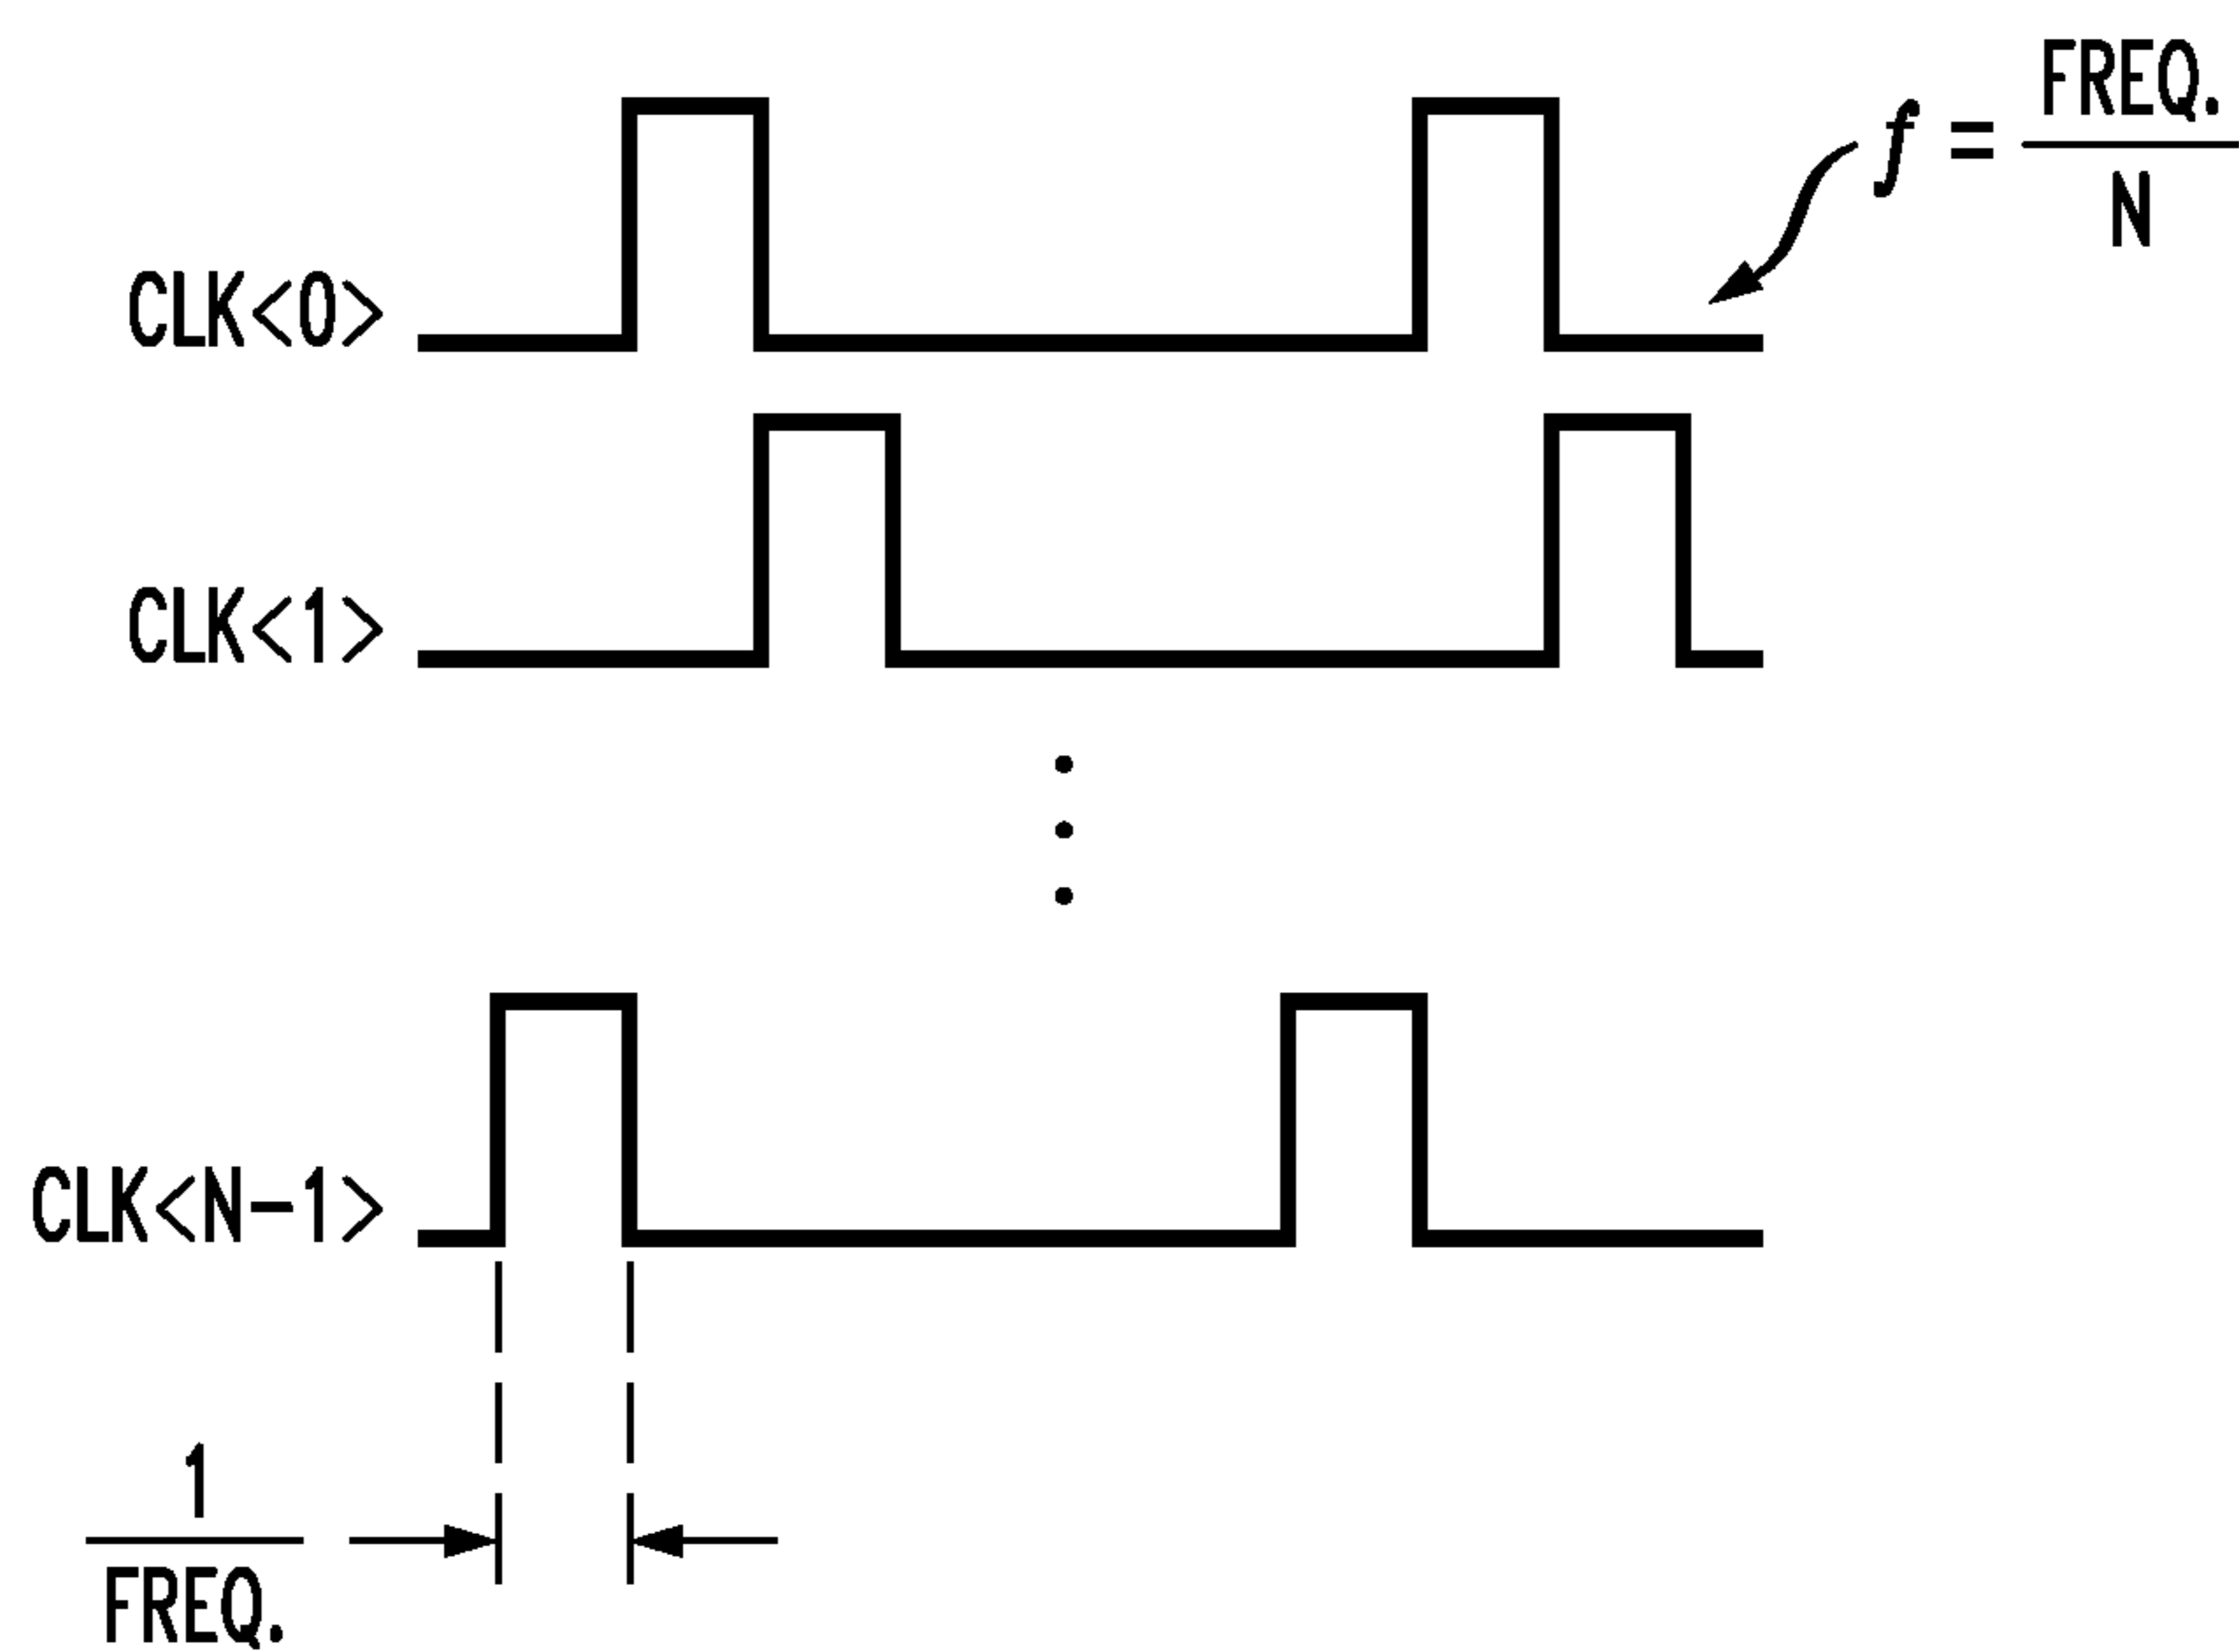 f = FREQ. / N
CLK<0>
CLK<1>
CLK<N-1>
1 / FREQ.